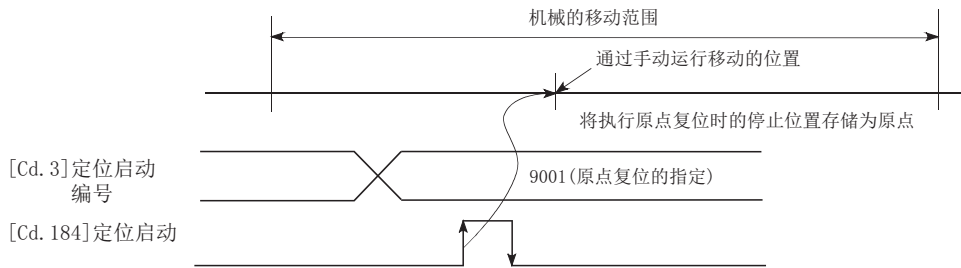 机械的移动范围
通过手动运行移动的位置
将执行原点复位时的停止位置存储为原点
[Cd.3]定位启动
编号
9001(原点复位的指定)
[Cd.184]定位启动